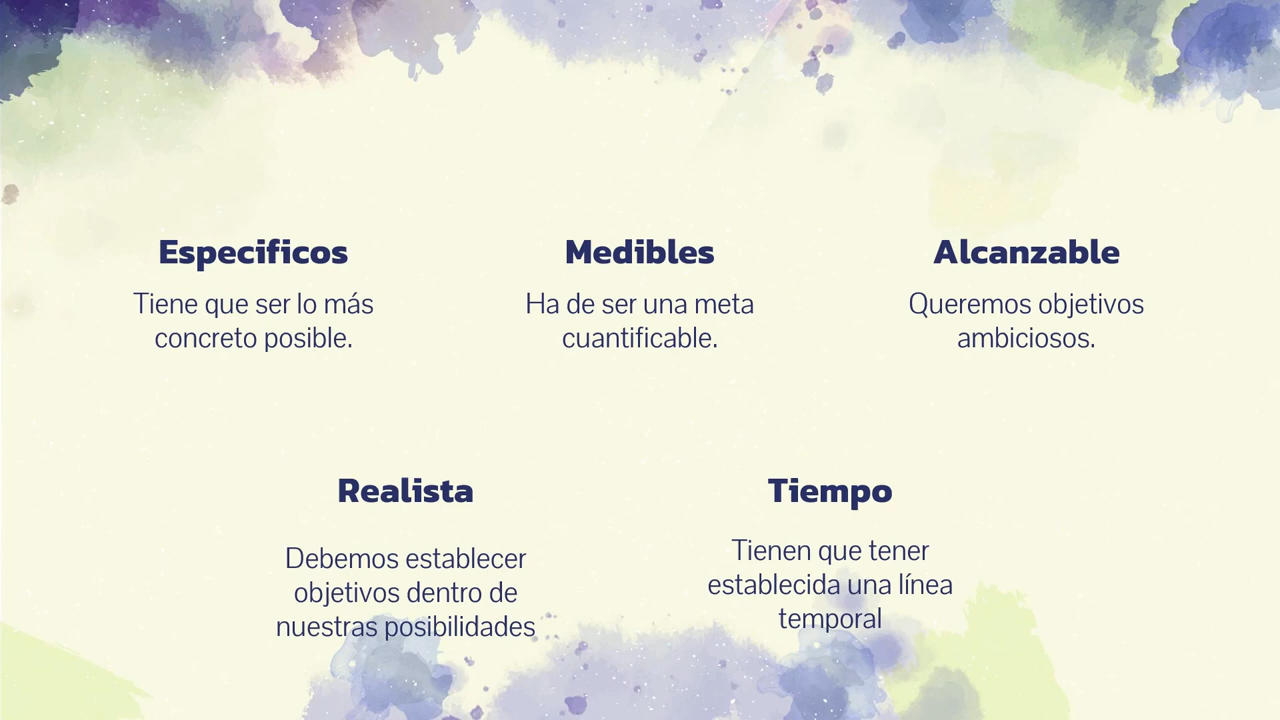 Especificos
Tiene que ser lo más
concreto posible.
Medibles
Ha de ser una meta
cuantificable.
Alcanzable
Queremos objetivos
ambiciosos.
Realista
Debemos establecer
objetivos dentro de
nuestras posibilidades
Tiempo
Tienen que tener
establecida una línea
temporal